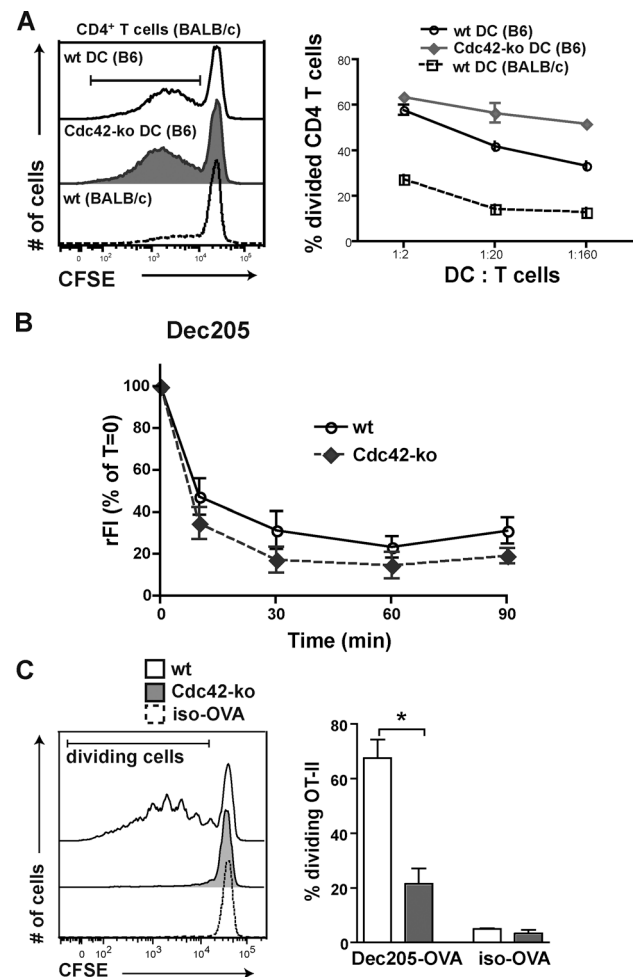 A
CD4⁺ T cells (BALB/c)
wt DC (B6)
Cdc42-ko DC (B6)
wt (BALB/c)
# of cells
0 10² 10³ 10⁴ 10⁵
CFSE
wt DC (B6)
Cdc42-ko DC (B6)
wt DC (BALB/c)
% divided CD4 T cells
80
60
40
20
0
1:2 1:20 1:160
DC : T cells
B
Dec205
rFI (% of T=0)
100
80
60
40
20
0
wt
Cdc42-ko
0 30 60 90
Time (min)
C
wt
Cdc42-ko
iso-OVA
dividing cells
# of cells
0 10² 10³ 10⁴ 10⁵
CFSE
% dividing OT-II
80
60
40
20
0
*
Dec205-OVA iso-OVA